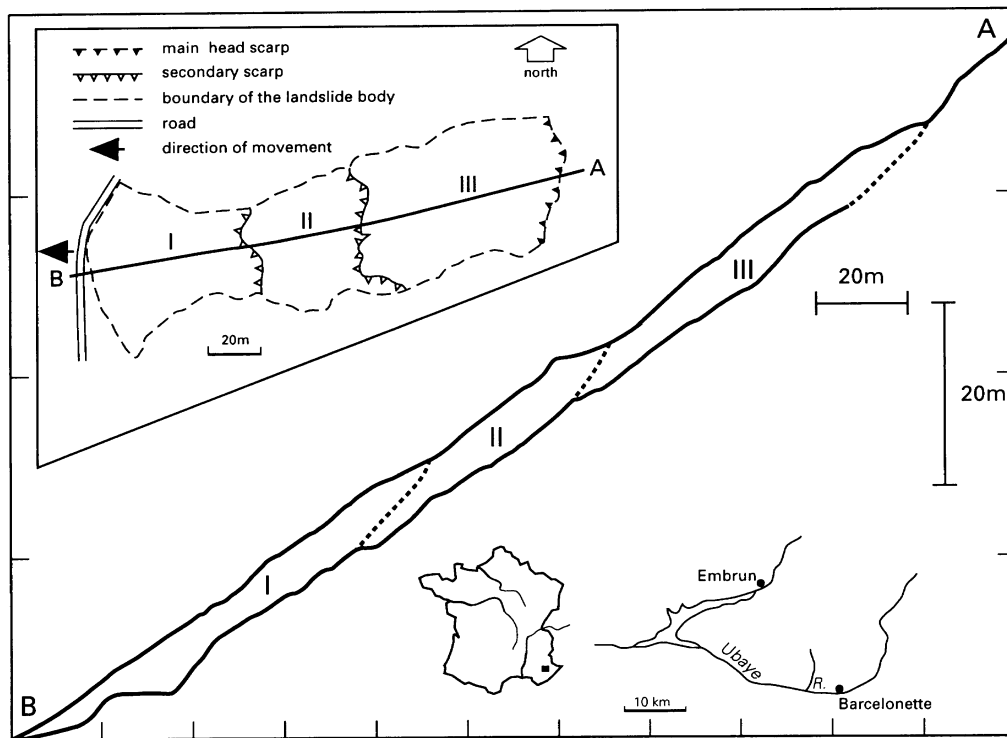 main head scarp
secondary scarp
boundary of the landslide body
road
direction of movement
north
A
III
II
I
B
20m
A
III
20m
20m
II
I
B
Embrun
Ubaye
R.
Barcelonette
10 km